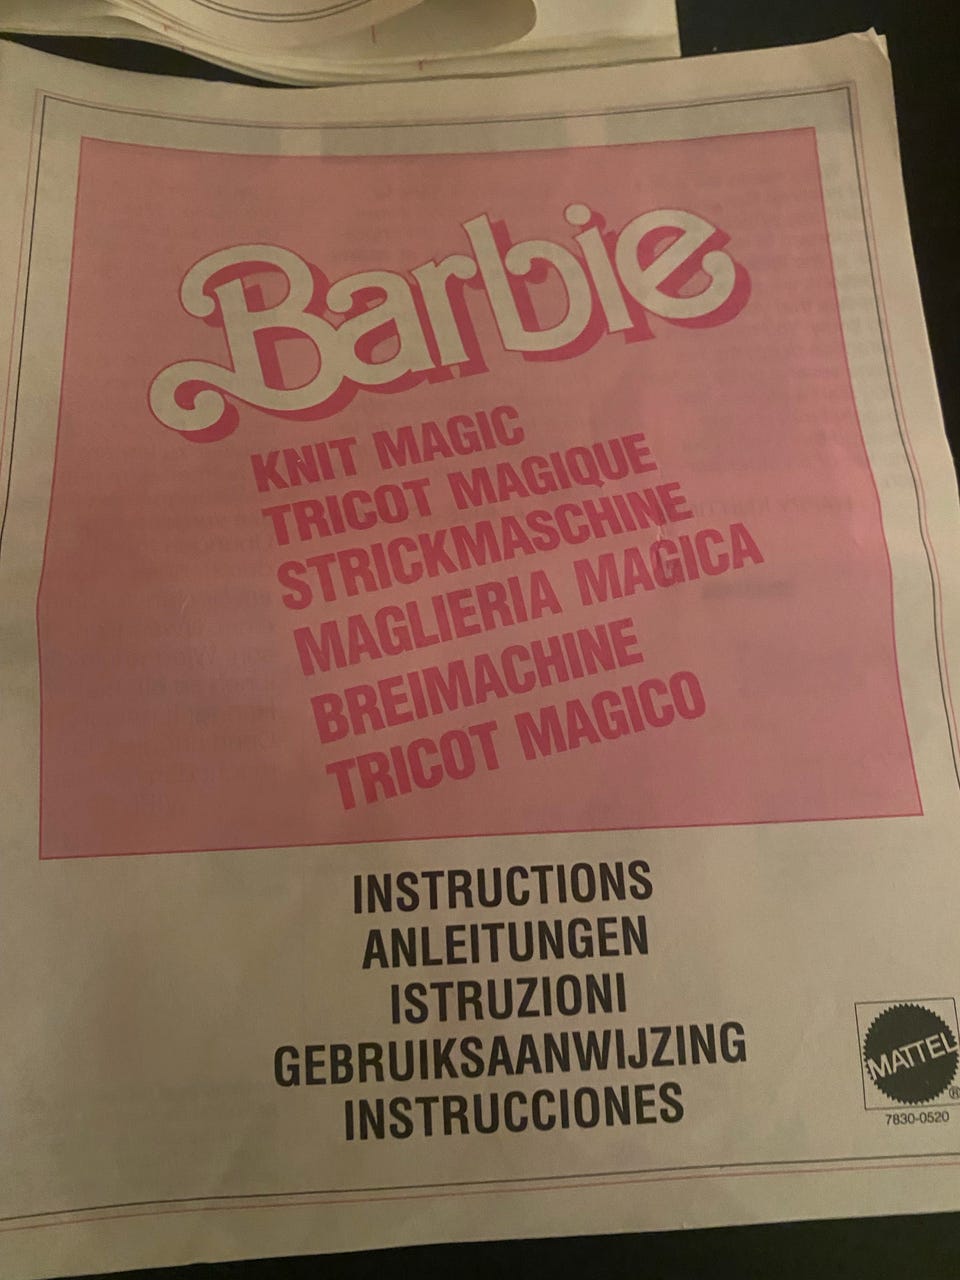 Barbie
KNIT MAGIC
TRICOT MAGIQUE
STRICKMASCHINE
MAGLIERIA MAGICA
BREIMACHINE
TRICOT MAGICO
INSTRUCTIONS
ANLEITUNGEN
ISTRUZIONI
GEBRUIKSAANWIJZING
INSTRUCCIONES
MATTEL
®
7830-0520